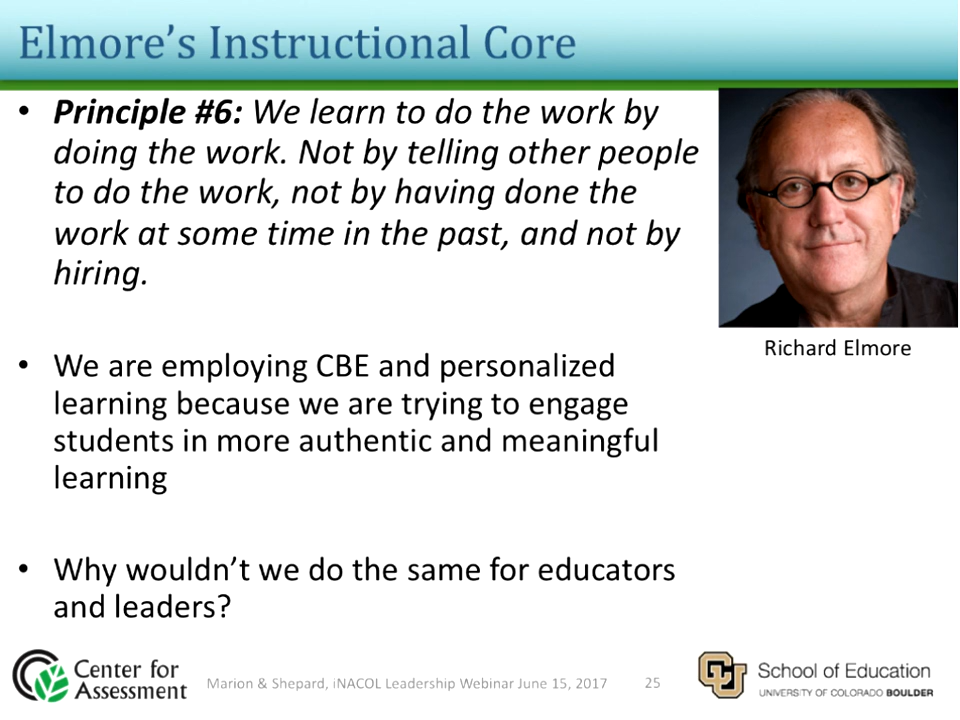 Elmore’s Instructional Core
• Principle #6: We learn to do the work by
doing the work. Not by telling other people
to do the work, not by having done the
work at some time in the past, and not by
hiring.
Richard Elmore
• We are employing CBE and personalized
learning because we are trying to engage
students in more authentic and meaningful
learning
• Why wouldn’t we do the same for educators
and leaders?
Center for
Assessment
Marion & Shepard, iNACOL Leadership Webinar June 15, 2017
25
CU
School of Education
UNIVERSITY OF COLORADO BOULDER